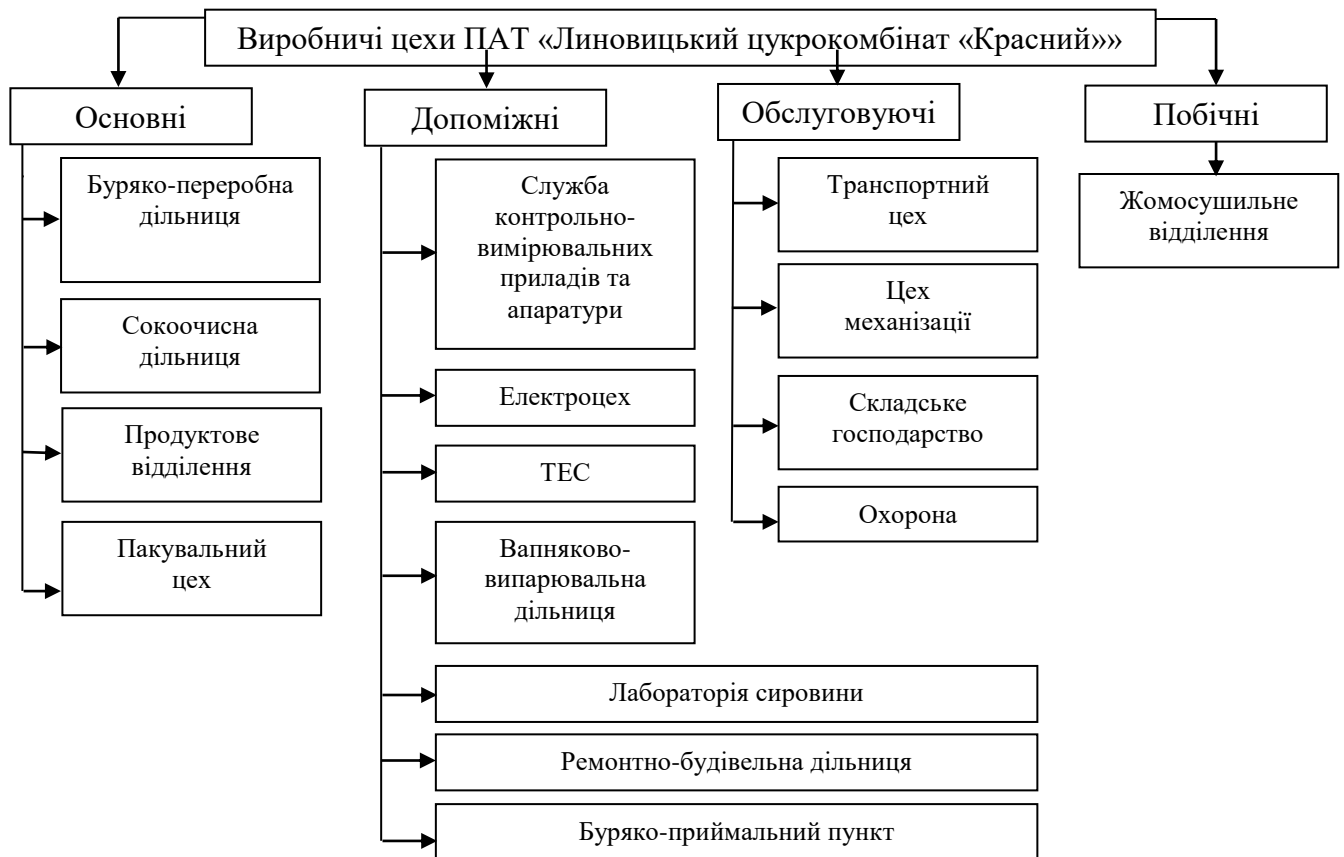 Виробничі цехи ПАТ «Линовицький цукрокомбінат «Красний»»
Основні
Допоміжні
Обслуговуючі
Побічні
Буряко-переробна
дільниця
Сокоочисна
дільниця
Продуктове
відділення
Пакувальний
цех
Служба
контрольно-
вимірювальних
приладів та
апаратури
Електроцех
ТЕС
Вапняково-
випарювальна
дільниця
Лабораторія сировини
Ремонтно-будівельна дільниця
Буряко-приймальний пункт
Транспортний
цех
Цех
механізації
Складське
господарство
Охорона
Жомосушильне
відділення